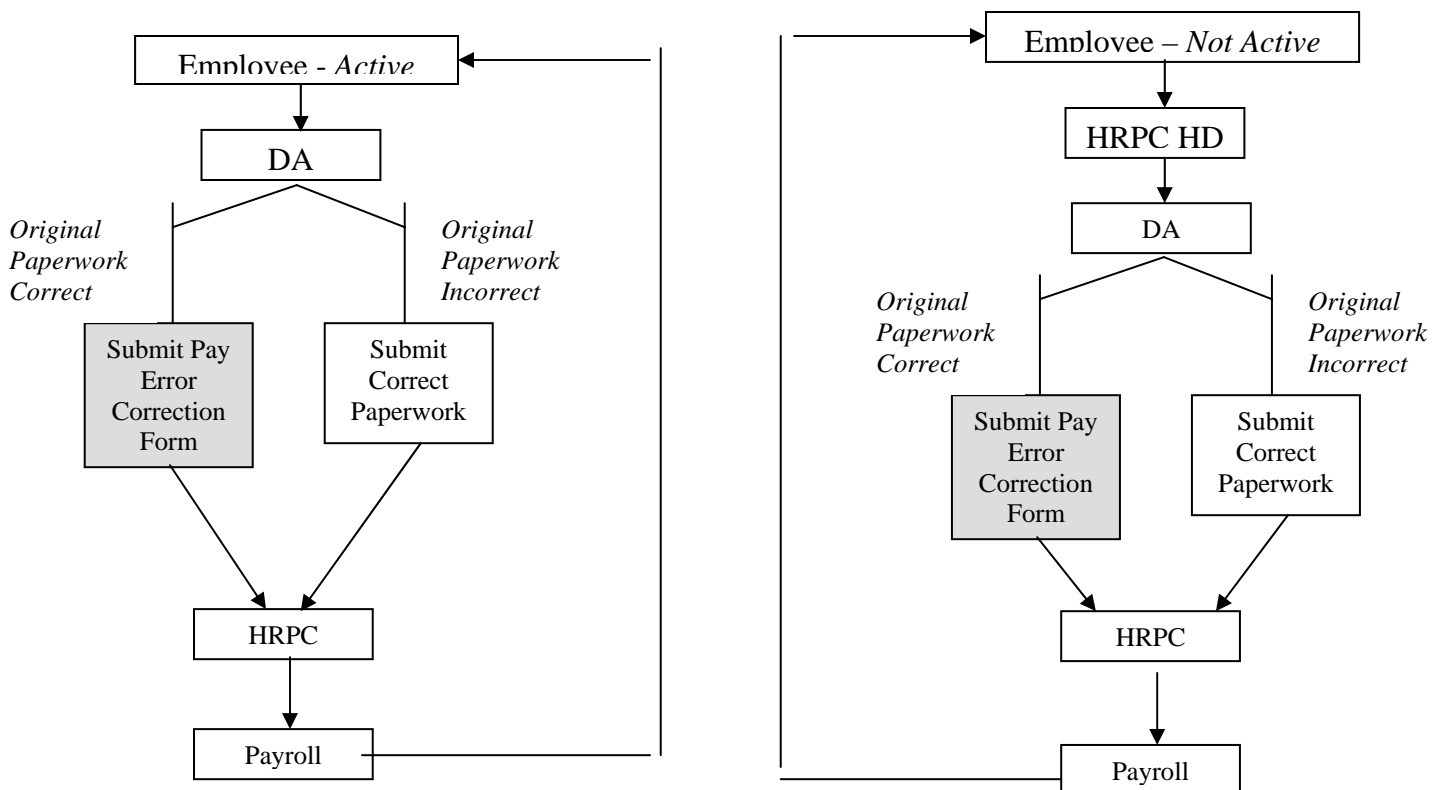 Employee - Active
DA
Original
Paperwork
Correct
Original
Paperwork
Incorrect
Submit Pay
Error
Correction
Form
Submit
Correct
Paperwork
HRPC
Payroll
Employee – Not Active
HRPC HD
DA
Original
Paperwork
Correct
Original
Paperwork
Incorrect
Submit Pay
Error
Correction
Form
Submit
Correct
Paperwork
HRPC
Payroll